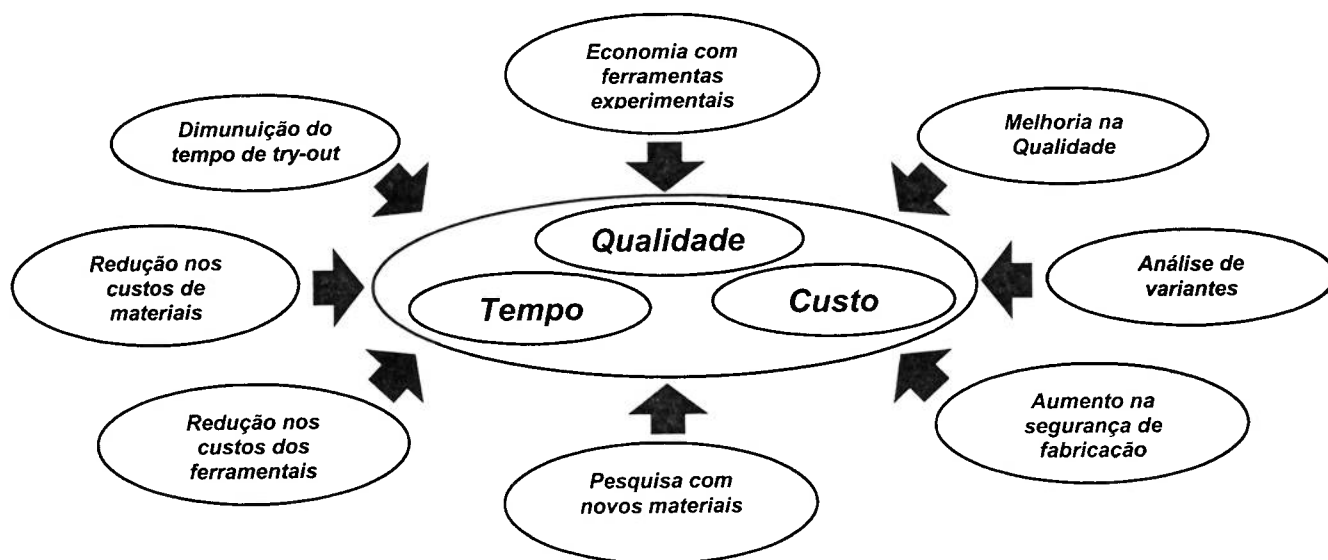 Economia com
ferramentas
experimentais
Dimunuição do
tempo de try-out
Melhoria na
Qualidade
Qualidade
Redução nos
custos de
materiais
Tempo
Custo
Análise de
variantes
Redução nos
custos dos
ferramentais
Pesquisa com
novos materiais
Aumento na
segurança de
fabricação